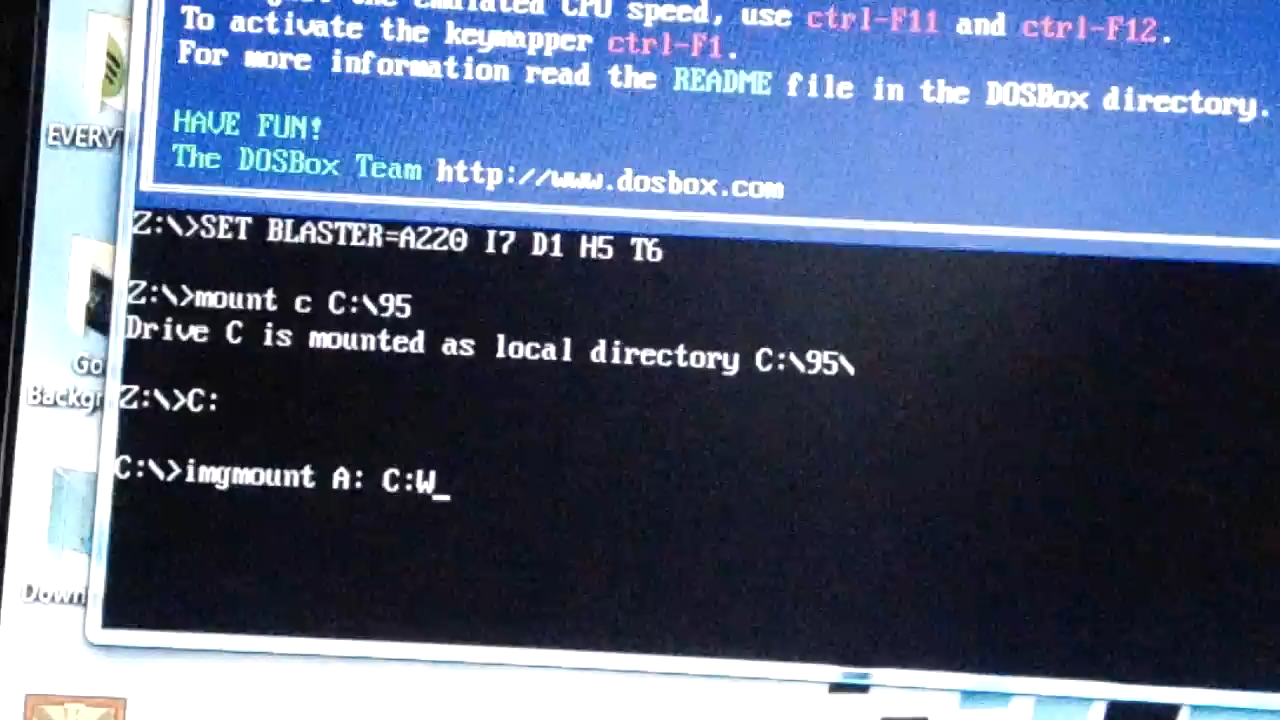 the emulated CPU speed, use ctrl-F11 and ctrl-F12.
To activate the keymapper ctrl-F1.
For more information read the README file in the DOSBox directory.
HAVE FUN!
The DOSBox Team http://www.dosbox.com
Z:\>SET BLASTER=A220 I7 D1 H5 T6
Z:\>mount c C:\95
Drive C is mounted as local directory C:\95\
Z:\>C:
C:\>imgmount A: C:W_
EVERY
Go
Backgr
Down